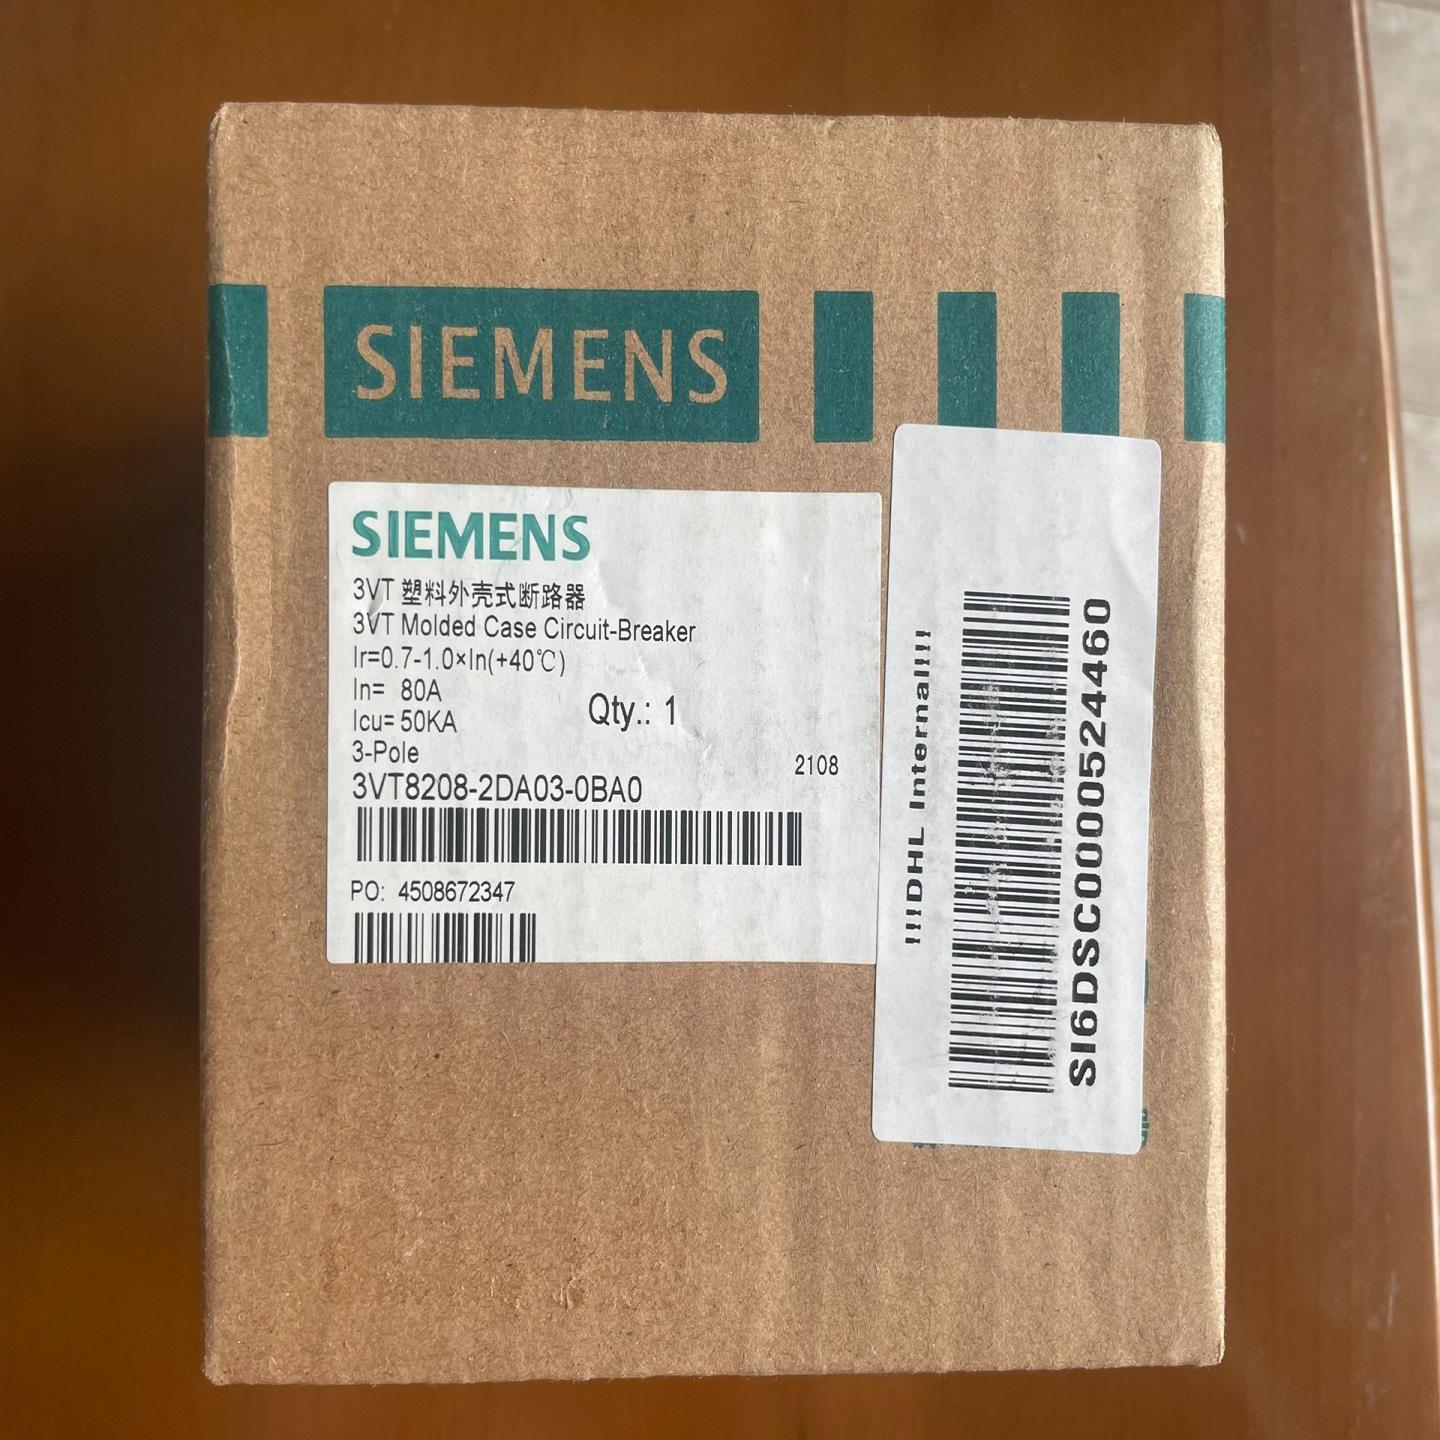 SIEMENS
SIEMENS
3VT 塑料外壳式断路器
3VT Molded Case Circuit-Breaker
Ir=0.7-1.0×In(+40℃)
In= 80A
Icu= 50KA
Qty.: 1
3-Pole
2108
3VT8208-2DA03-0BA0
PO: 4508672347
!!!DHL Internal!!!
SI6DSC0000524460